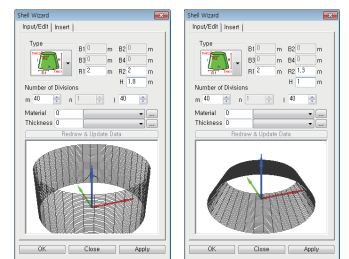 Shell Wizard
Input/Edit Insert
Type
B1 0 m B2 0 m
B3 0 m B4 0 m
R1 2 m R2 2 m
H 1.8 m
Number of Divisions
m 40 n 1 l 40
Material 0
Thickness 0
Redraw & Update Data
OK Close Apply
Shell Wizard
Input/Edit Insert
Type
B1 0 m B2 0 m
B3 0 m B4 0 m
R1 2 m R2 1.3 m
H 1 m
Number of Divisions
m 40 n 1 l 40
Material 0
Thickness 0
Redraw & Update Data
OK Close Apply